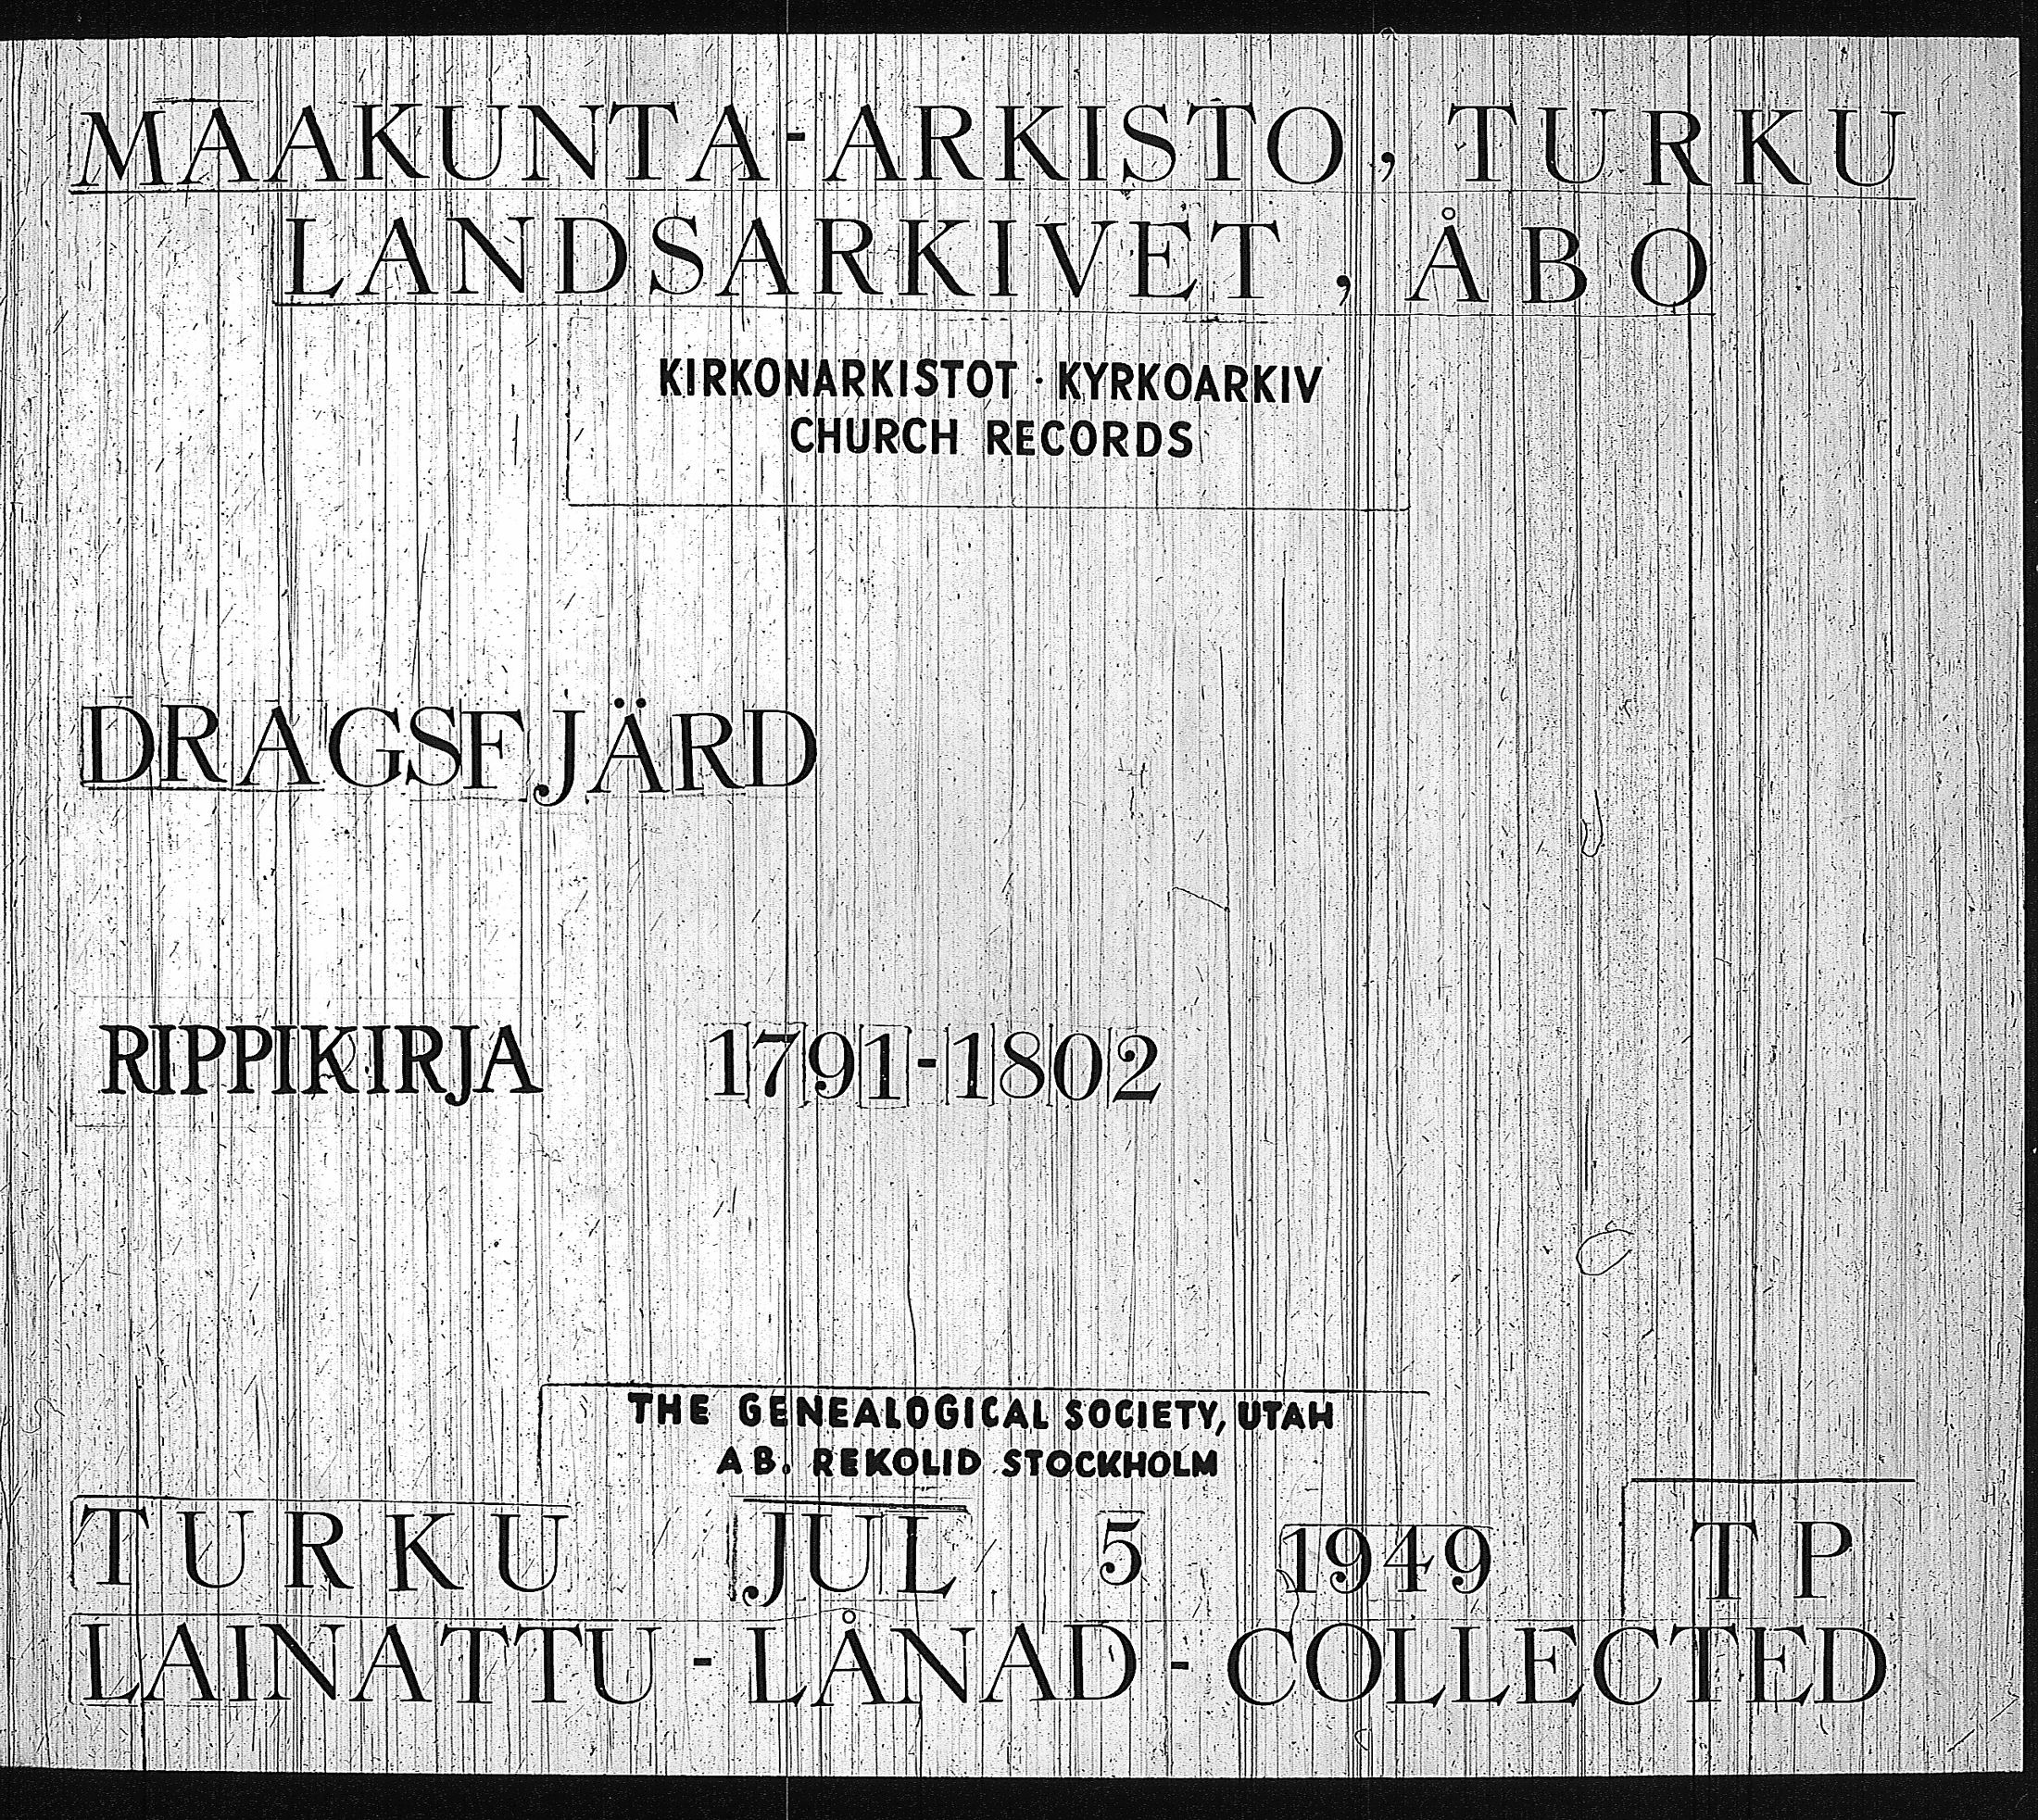 MAAKUNTA-ARKISTO, TURKU
LANDSARKIVET, ÅBO
KIRKONARKISTOT · KYRKOARKIV
CHURCH RECORDS
DRAGSFJÄRD
RIPPIKIRJA 1791-1802
THE GENEALOGICAL SOCIETY, UTAH
AB. REKOLID STOCKHOLM
TURKU JUL 5 1949 TP
LAINATTU - LÅNAD - COLLECTED